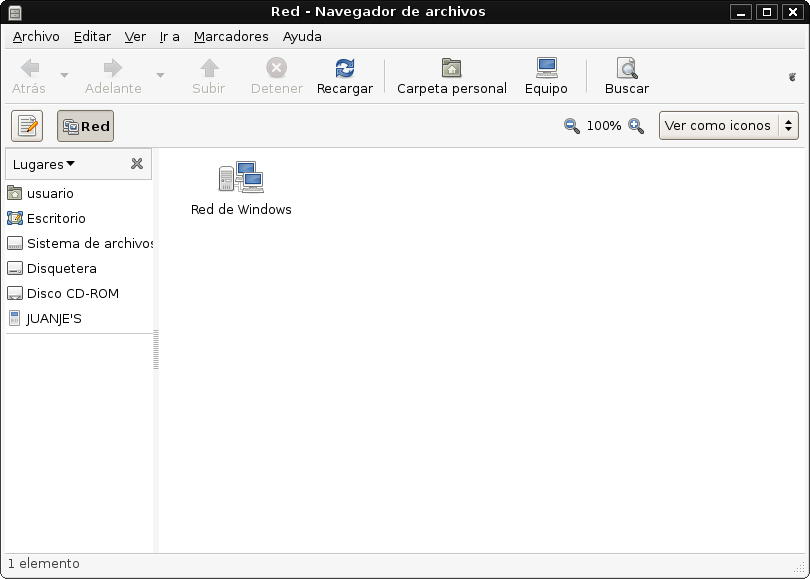 Red - Navegador de archivos
Archivo Editar Ver Ir a Marcadores Ayuda
Atrás Adelante Subir Detener Recargar Carpeta personal Equipo Buscar
Red 100% Ver como iconos
Lugares
usuario
Escritorio
Sistema de archivos
Disquetera
Disco CD-ROM
JUANJE'S
Red de Windows
1 elemento